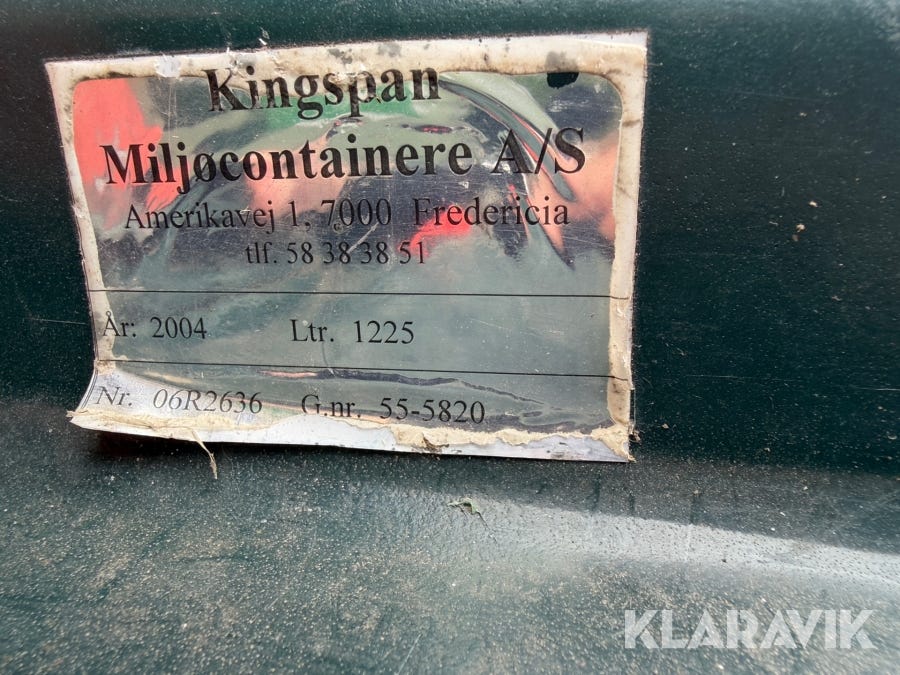 Kingspan
Miljøcontainere A/S
Amerikavej 1, 7000 Fredericia
tlf. 58 38 38 51
År: 2004 Ltr. 1225
Nr. 06R2636 G.nr. 55-5820
KLARAVIK